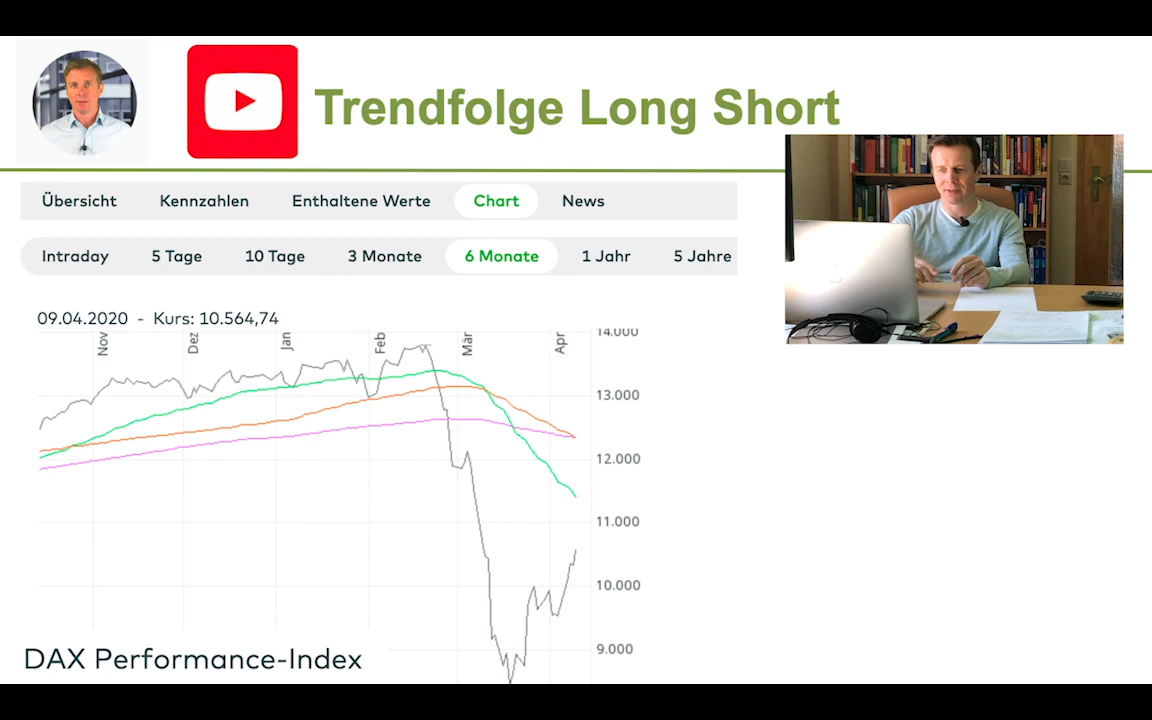 Trendfolge Long Short
Übersicht Kennzahlen Enthaltene Werte Chart News
Intraday 5 Tage 10 Tage 3 Monate 6 Monate 1 Jahr 5 Jahre
09.04.2020 - Kurs: 10.564,74
Nov Dez Jan Feb Mär Apr
14.000
13.000
12.000
11.000
10.000
9.000
DAX Performance-Index